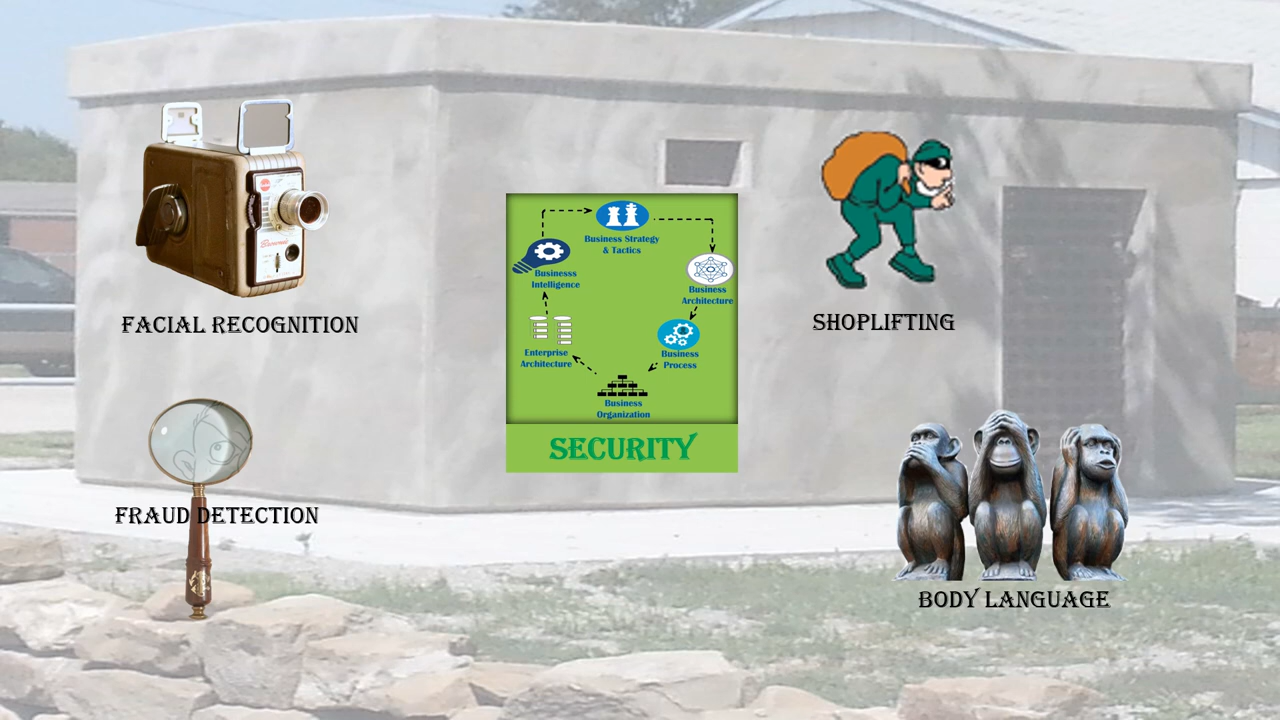 FACIAL RECOGNITION
SHOPLIFTING
Business Strategy
& Tactics
Businesss
Intelligence
Business
Architecture
Enterprise
Architecture
Business
Process
Business
Organization
SECURITY
FRAUD DETECTION
BODY LANGUAGE